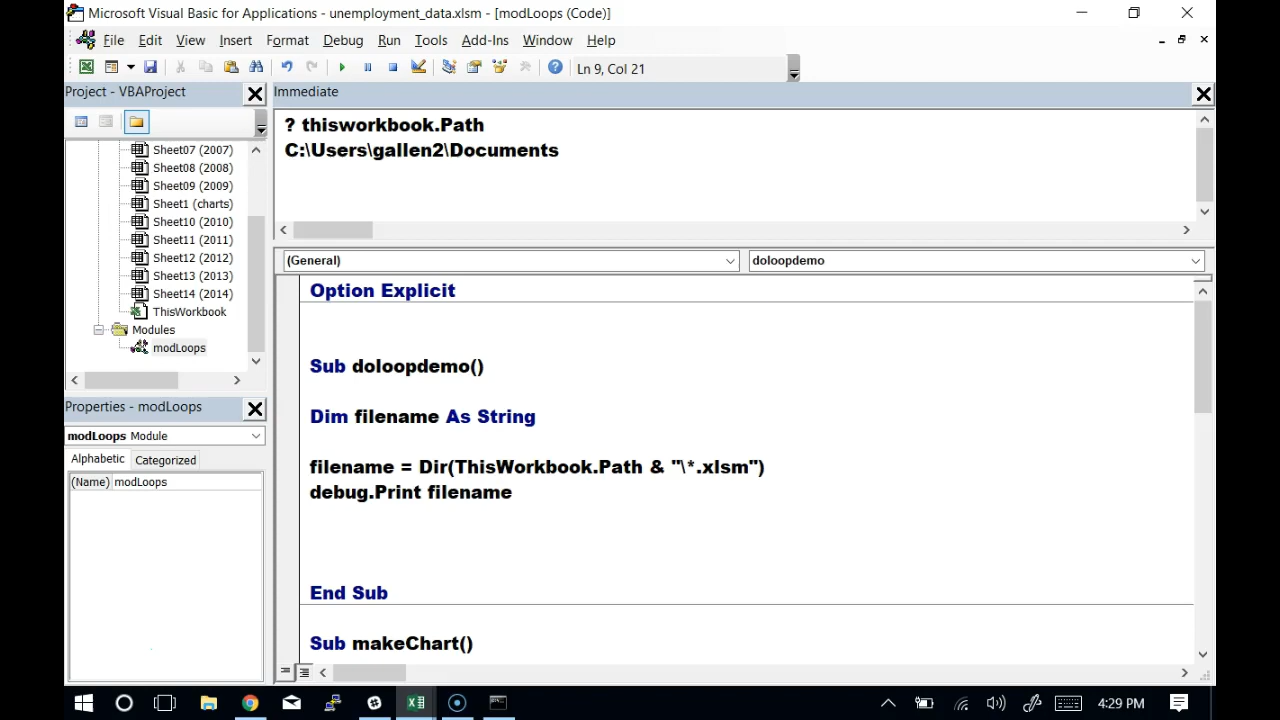 Microsoft Visual Basic for Applications - unemployment_data.xlsm - [modLoops (Code)]
File Edit View Insert Format Debug Run Tools Add-Ins Window Help
Ln 9, Col 21
Project - VBAProject
Immediate
? thisworkbook.Path
C:\Users\gallen2\Documents
Sheet07 (2007)
Sheet08 (2008)
Sheet09 (2009)
Sheet1 (charts)
Sheet10 (2010)
Sheet11 (2011)
Sheet12 (2012)
Sheet13 (2013)
Sheet14 (2014)
ThisWorkbook
Modules
modLoops
(General)
doloopdemo
Option Explicit
Sub doloopdemo()
Dim filename As String
filename = Dir(ThisWorkbook.Path & "\*.xlsm")
debug.Print filename
End Sub
Sub makeChart()
Properties - modLoops
modLoops Module
Alphabetic Categorized
(Name) modLoops
4:29 PM